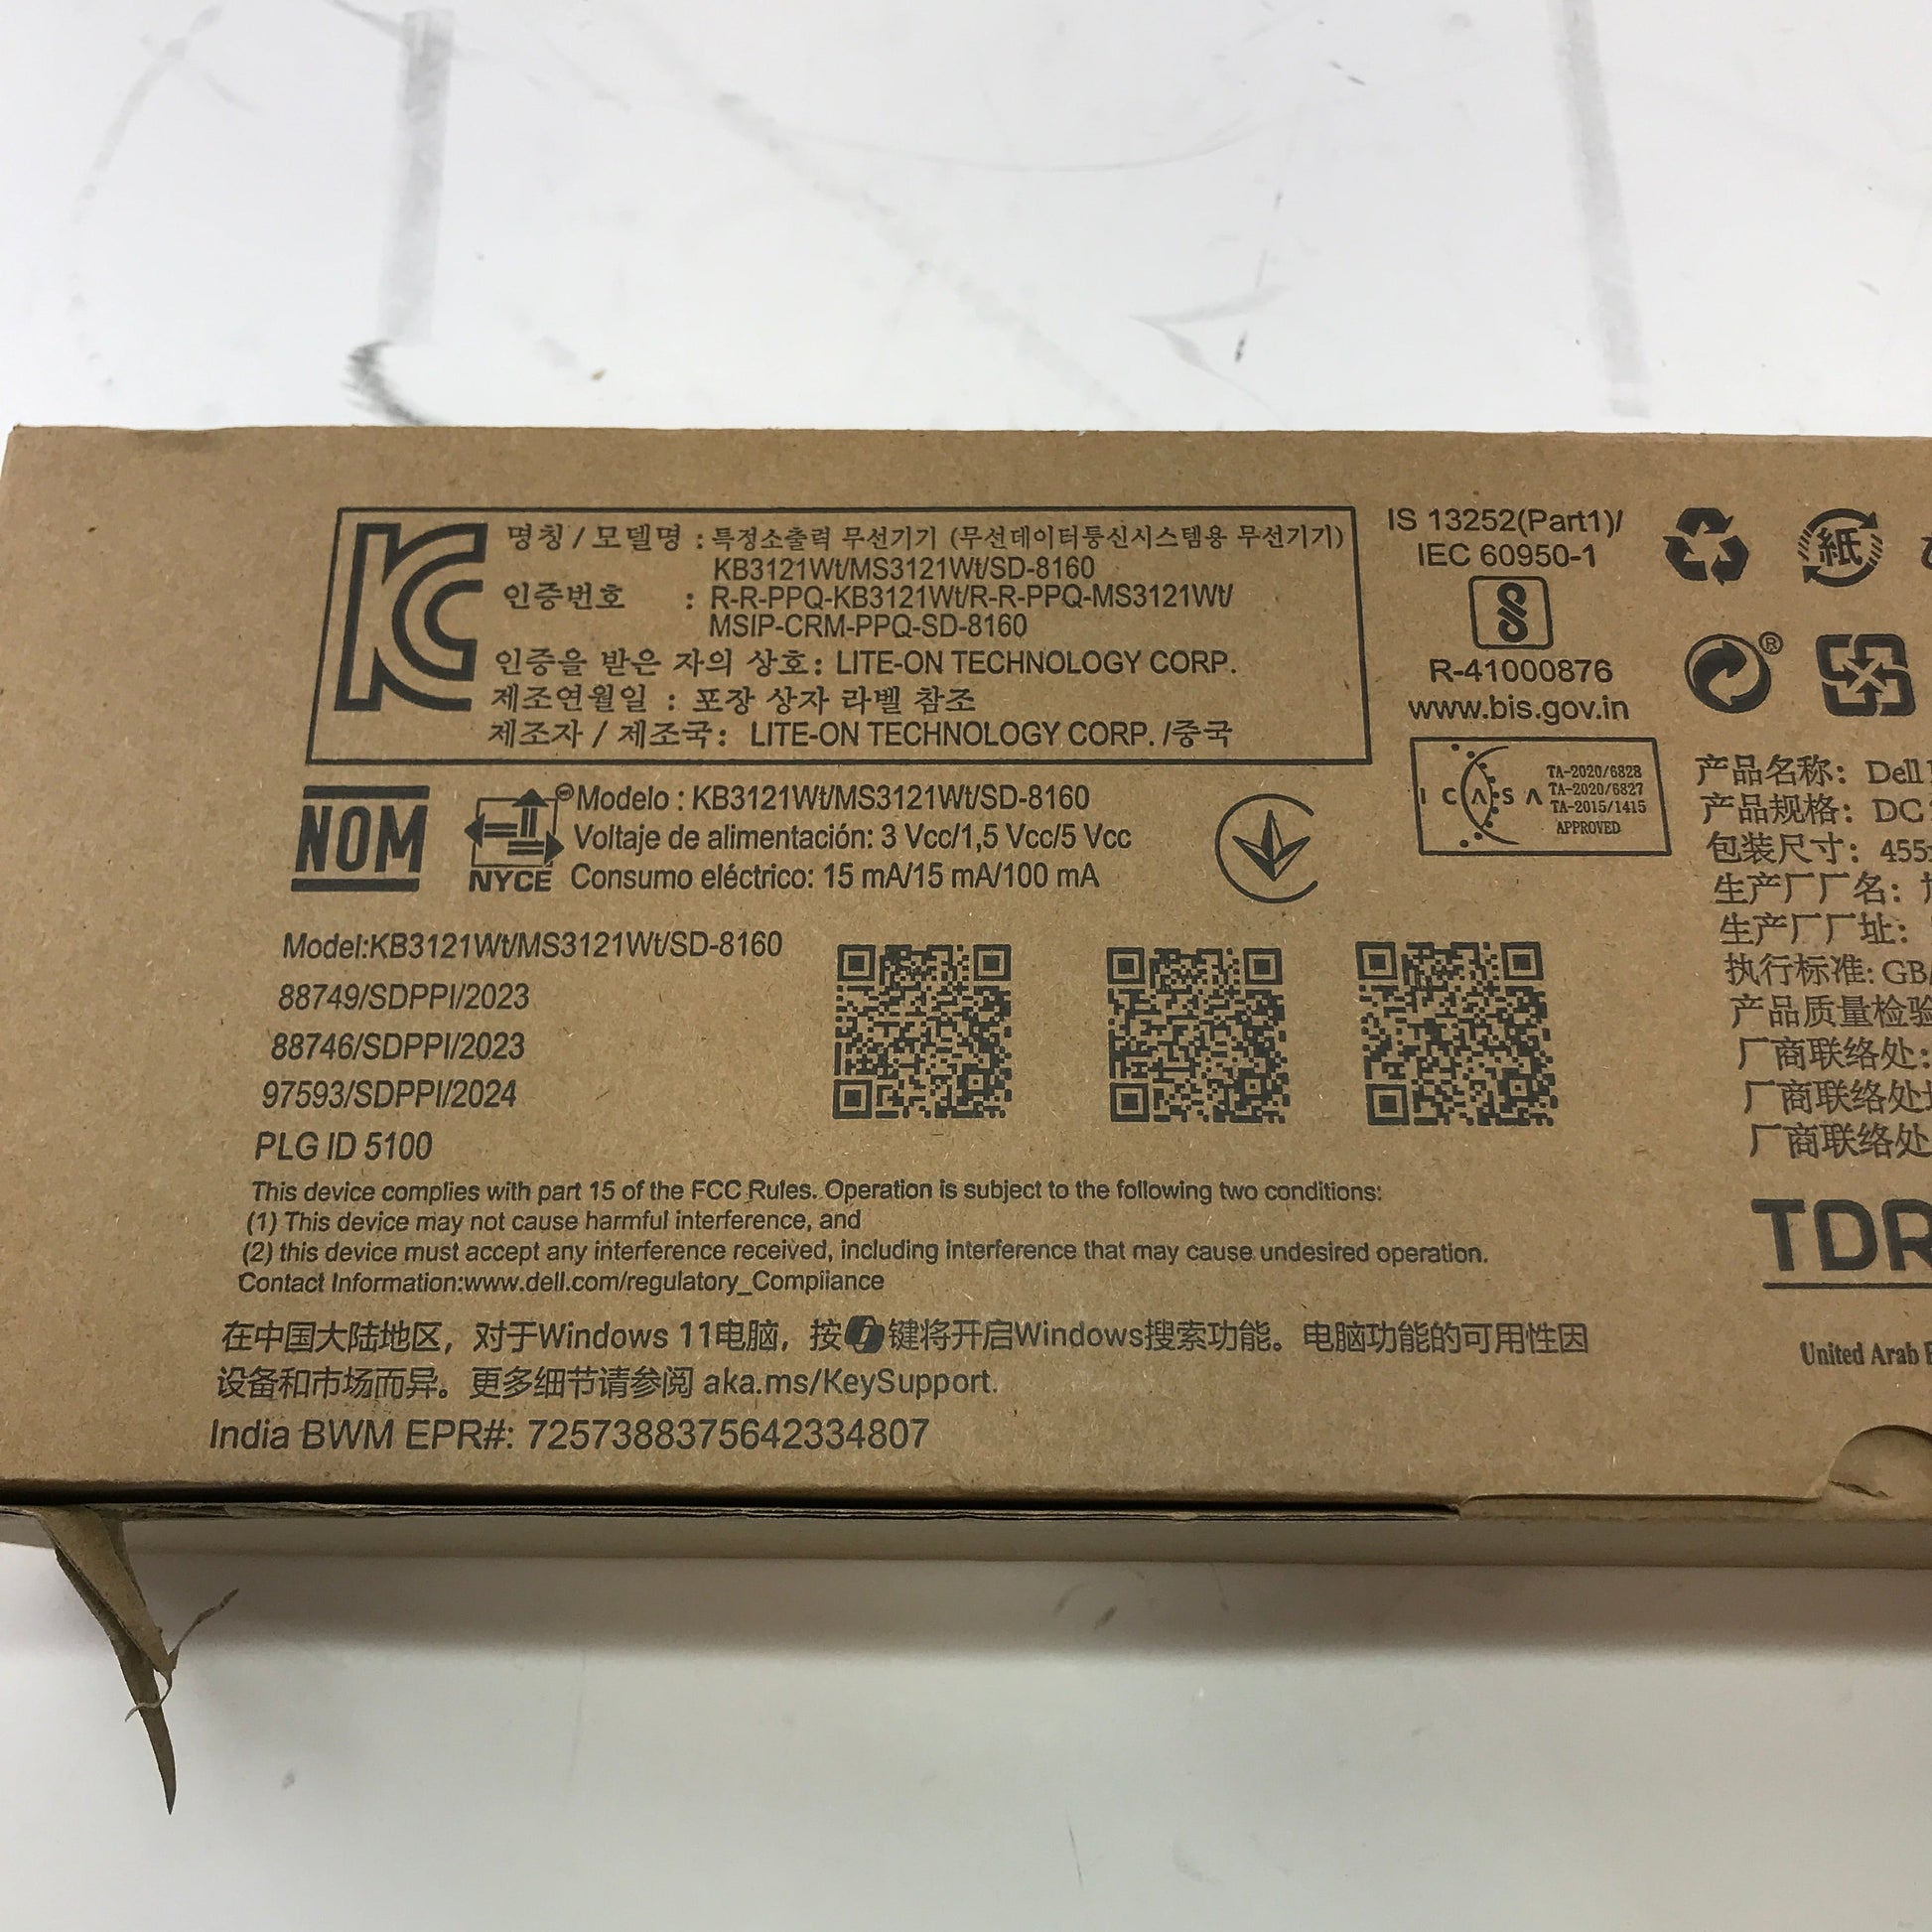 명칭 / 모델명 : 특정소출력 무선기기 (무선데이터통신시스템용 무선기기)
KB3121Wt/MS3121Wt/SD-8160
인증번호 : R-R-PPQ-KB3121Wt/R-R-PPQ-MS3121Wt/
MSIP-CRM-PPQ-SD-8160
인증을 받은 자의 상호: LITE-ON TECHNOLOGY CORP.
제조연월일 : 포장 상자 라벨 참조
제조자 / 제조국: LITE-ON TECHNOLOGY CORP. /중국
IS 13252(Part1)/
IEC 60950-1
R-41000876
www.bis.gov.in
紙
®
NOM
NYCE
Modelo : KB3121Wt/MS3121Wt/SD-8160
Voltaje de alimentación: 3 Vcc/1,5 Vcc/5 Vcc
Consumo eléctrico: 15 mA/15 mA/100 mA
ICASA
TA-2020/6828
TA-2020/6827
TA-2015/1415
APPROVED
Model:KB3121Wt/MS3121Wt/SD-8160
88749/SDPPI/2023
88746/SDPPI/2023
97593/SDPPI/2024
PLG ID 5100
This device complies with part 15 of the FCC Rules. Operation is subject to the following two conditions:
(1) This device may not cause harmful interference, and
(2) this device must accept any interference received, including interference that may cause undesired operation.
Contact Information:www.dell.com/regulatory_Compliance
在中国大陆地区，对于Windows 11电脑，按键将开启Windows搜索功能。电脑功能的可用性因
设备和市场而异。更多细节请参阅 aka.ms/KeySupport.
India BWM EPR#: 7257388375642334807
产品名称： Dell
产品规格： DC
包装尺寸： 455
生产厂厂名：
生产厂厂址：
执行标准: GB/
产品质量检验
厂商联络处:
厂商联络处
厂商联络处
TDR
United Arab